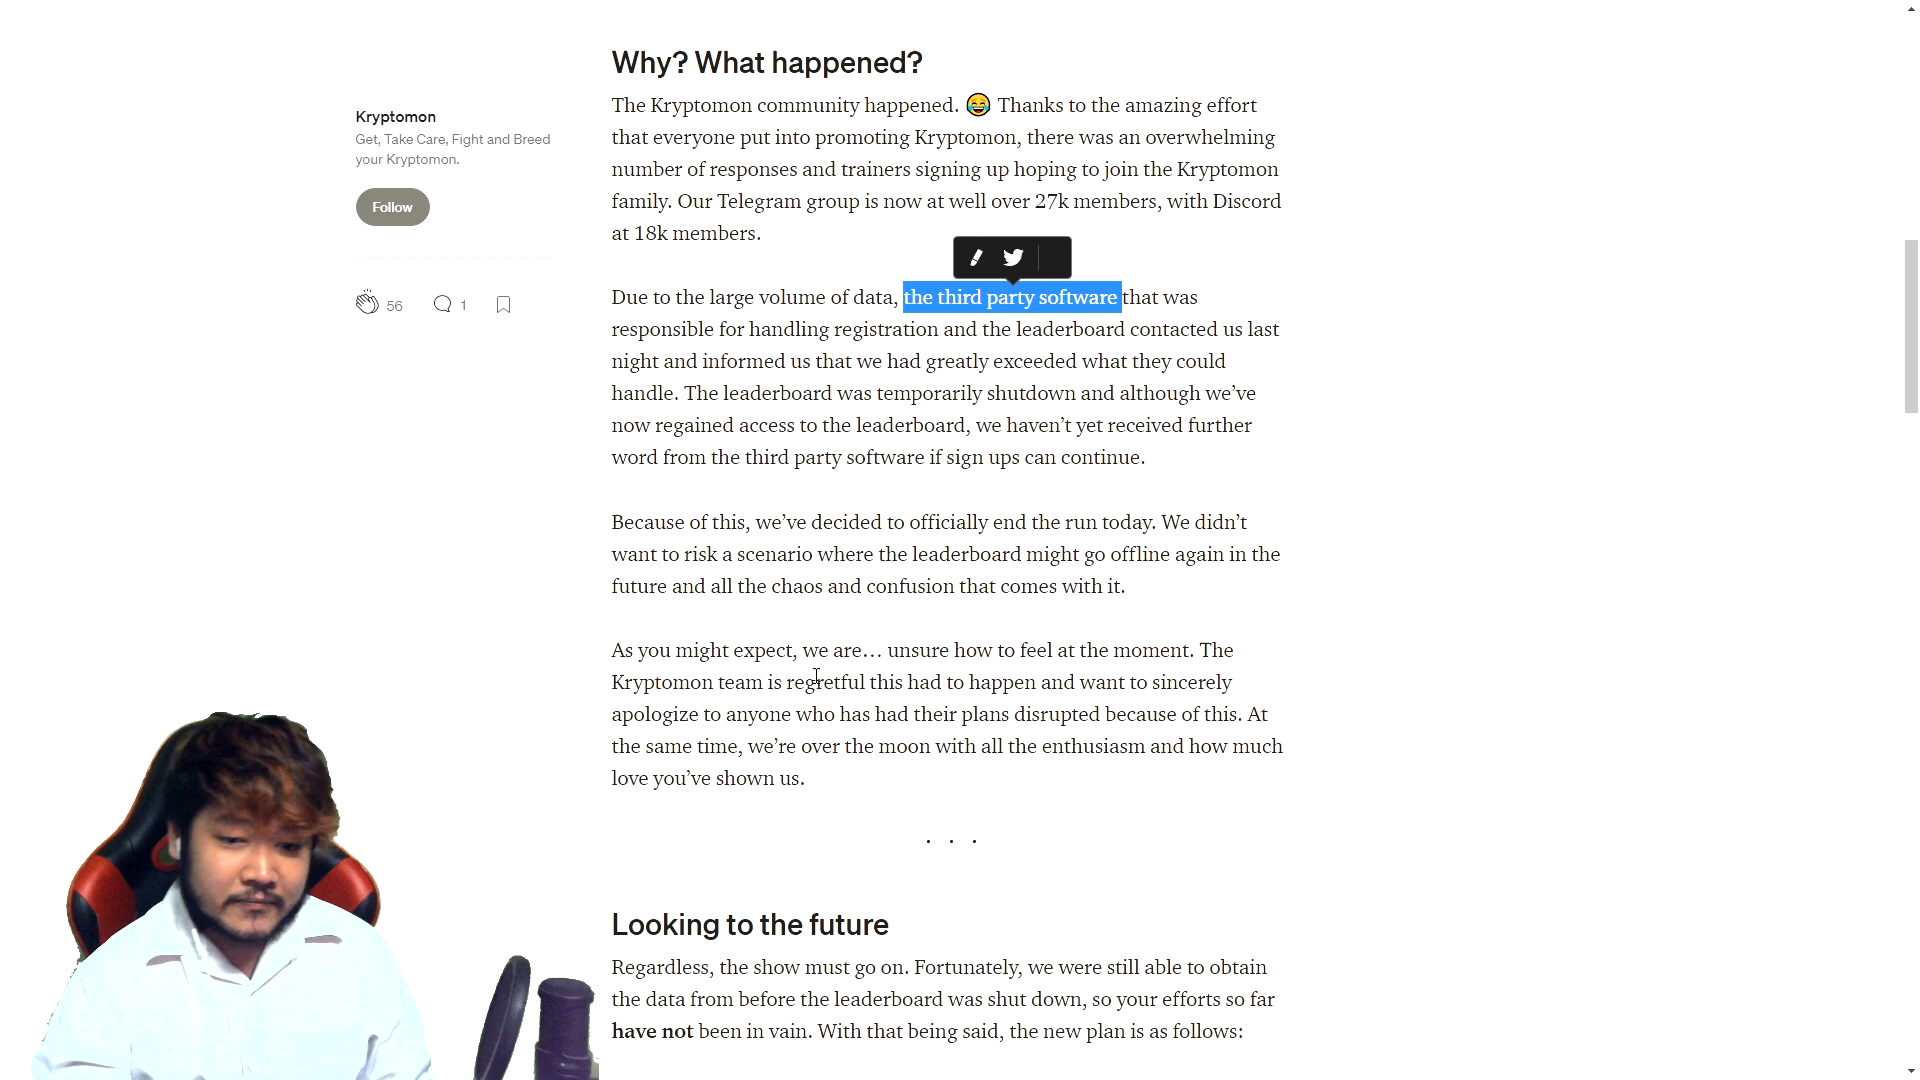 Why? What happened?
The Kryptomon community happened. 😂 Thanks to the amazing effort
that everyone put into promoting Kryptomon, there was an overwhelming
number of responses and trainers signing up hoping to join the Kryptomon
family. Our Telegram group is now at well over 27k members, with Discord
at 18k members.
Kryptomon
Get, Take Care, Fight and Breed
your Kryptomon.
Follow
56
1
Due to the large volume of data, the third party software that was
responsible for handling registration and the leaderboard contacted us last
night and informed us that we had greatly exceeded what they could
handle. The leaderboard was temporarily shutdown and although we’ve
now regained access to the leaderboard, we haven’t yet received further
word from the third party software if sign ups can continue.
Because of this, we’ve decided to officially end the run today. We didn’t
want to risk a scenario where the leaderboard might go offline again in the
future and all the chaos and confusion that comes with it.
As you might expect, we are… unsure how to feel at the moment. The
Kryptomon team is regretful this had to happen and want to sincerely
apologize to anyone who has had their plans disrupted because of this. At
the same time, we’re over the moon with all the enthusiasm and how much
love you’ve shown us.
. . .
Looking to the future
Regardless, the show must go on. Fortunately, we were still able to obtain
the data from before the leaderboard was shut down, so your efforts so far
have not been in vain. With that being said, the new plan is as follows: